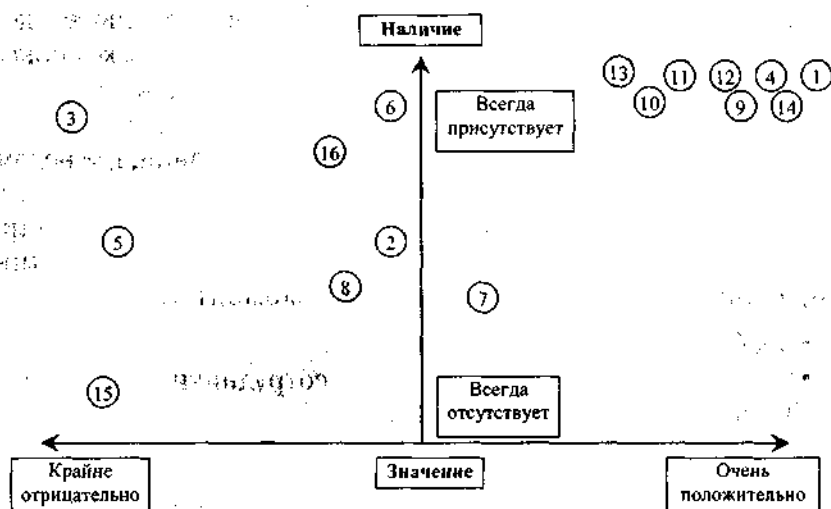 Наличие
13
11
12
4
1
10
9
14
6
Всегда
присутствует
3
16
5
2
8
7
15
Всегда
отсутствует
Крайне
отрицательно
Значение
Очень
положительно